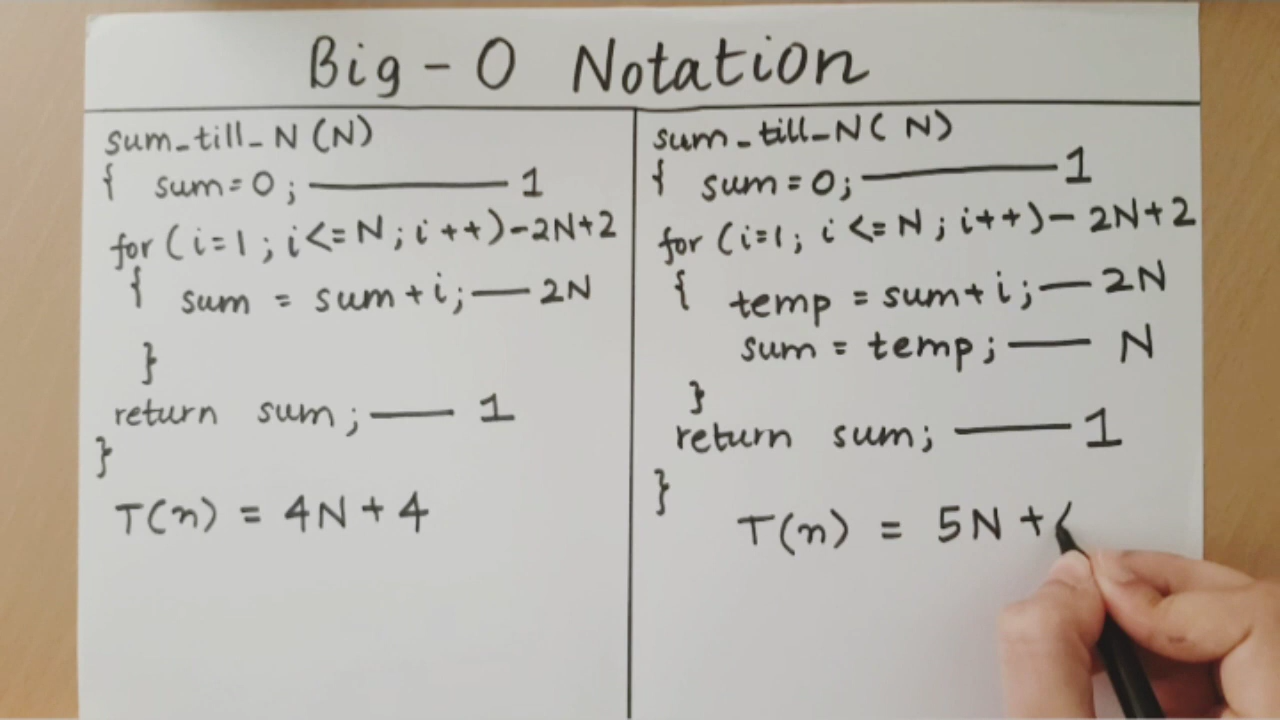 Big - O Notation
sum_till_N (N)
{ sum = 0 ; — 1
for ( i = 1 ; i <= N ; i ++ ) - 2N+2
{ sum = sum + i ; — 2N
}
return sum ; — 1
}
T(n) = 4N + 4
sum_till_N ( N)
{ sum = 0; — 1
for ( i=1; i <= N ; i++ ) - 2N+2
{ temp = sum+i ; — 2N
sum = temp ; — N
}
return sum; — 1
}
T(n) = 5N +